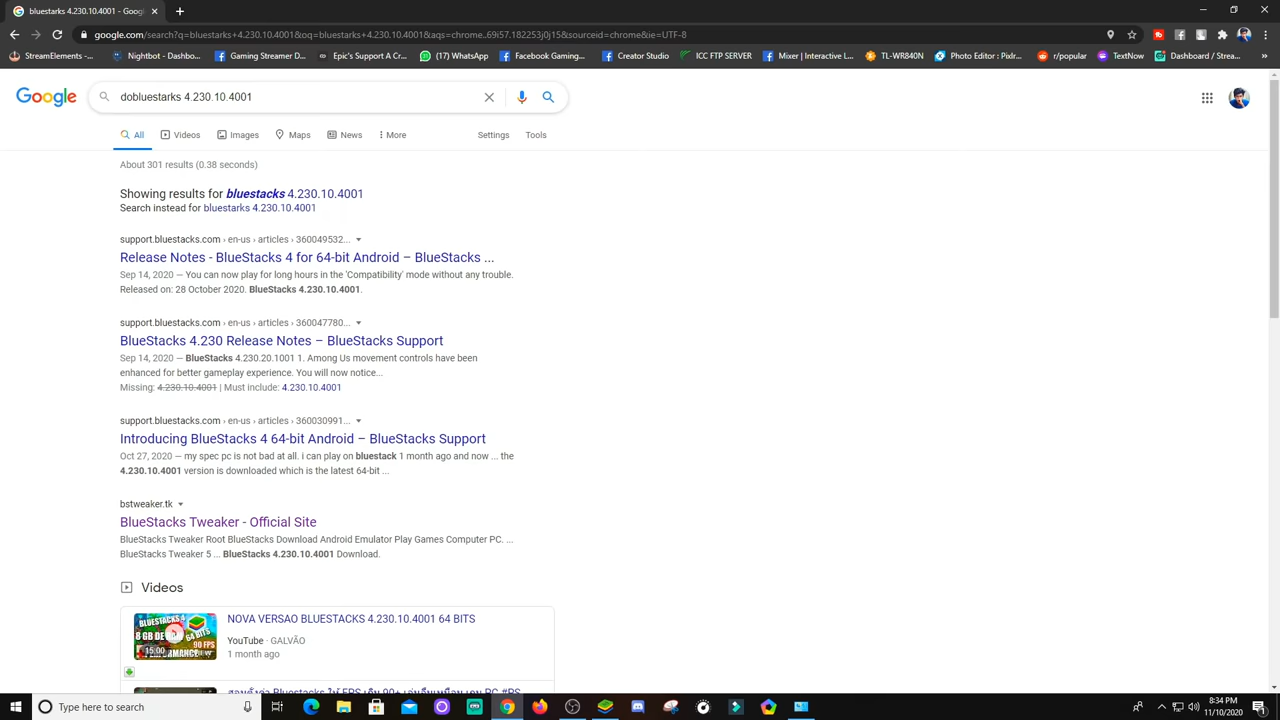 bluestarks 4.230.10.4001 - Goo
google.com/search?q=bluestarks+4.230.10.4001&oq=bluestarks+4.230.10.4001&aqs=chrome..69i57.182253j0j15&sourceid=chrome&ie=UTF-8
StreamElements -... Nightbot - Dashbo... Gaming Streamer D... Epic's Support A Cr... (17) WhatsApp Facebook Gaming... Creator Studio ICC FTP SERVER Mixer | Interactive L... TL-WR840N Photo Editor : Pixlr... r/popular TextNow Dashboard / Strea... »
Google
dobluestarks 4.230.10.4001
All Videos Images Maps News More Settings Tools
About 301 results (0.38 seconds)
Showing results for bluestacks 4.230.10.4001
Search instead for bluestarks 4.230.10.4001
support.bluestacks.com › en-us › articles › 360049532...
Release Notes - BlueStacks 4 for 64-bit Android – BlueStacks ...
Sep 14, 2020 — You can now play for long hours in the 'Compatibility' mode without any trouble.
Released on: 28 October 2020. BlueStacks 4.230.10.4001.
support.bluestacks.com › en-us › articles › 360047780...
BlueStacks 4.230 Release Notes – BlueStacks Support
Sep 14, 2020 — BlueStacks 4.230.20.1001 1. Among Us movement controls have been
enhanced for better gameplay experience. You will now notice...
Missing: 4.230.10.4001 | Must include: 4.230.10.4001
support.bluestacks.com › en-us › articles › 360030991...
Introducing BlueStacks 4 64-bit Android – BlueStacks Support
Oct 27, 2020 — my spec pc is not bad at all. i can play on bluestack 1 month ago and now ... the
4.230.10.4001 version is downloaded which is the latest 64-bit ...
bstweaker.tk
BlueStacks Tweaker - Official Site
BlueStacks Tweaker Root BlueStacks Download Android Emulator Play Games Computer PC. ...
BlueStacks Tweaker 5 ... BlueStacks 4.230.10.4001 Download.
Videos
BLUESTACKS 4
8 GB DE RAM 64 BITS
90 FPS
15:00
NOVA VERSAO BLUESTACKS 4.230.10.4001 64 BITS
YouTube · GALVÃO
1 month ago
Type here to search
8:34 PM
11/10/2020